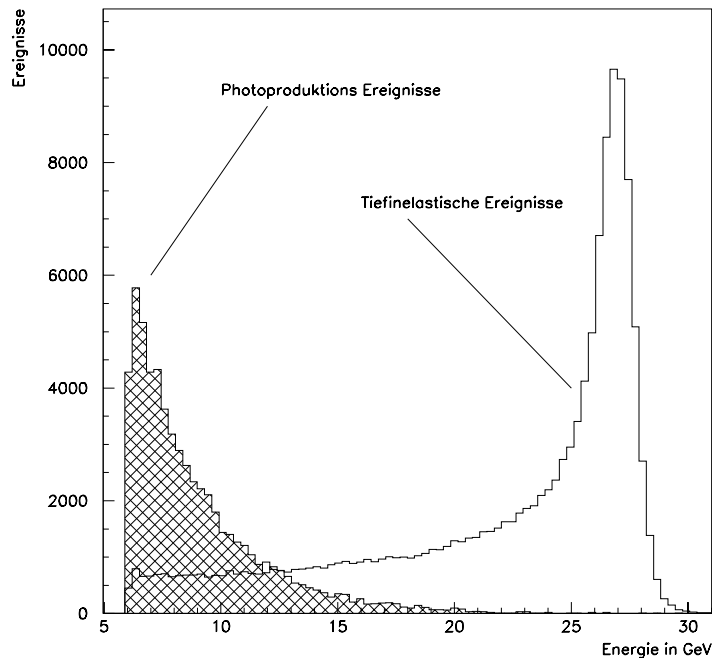 Ereignisse
10000
Photoproduktions Ereignisse
8000
Tiefinelastische Ereignisse
6000
4000
2000
0
5 10 15 20 25 30
Energie in GeV